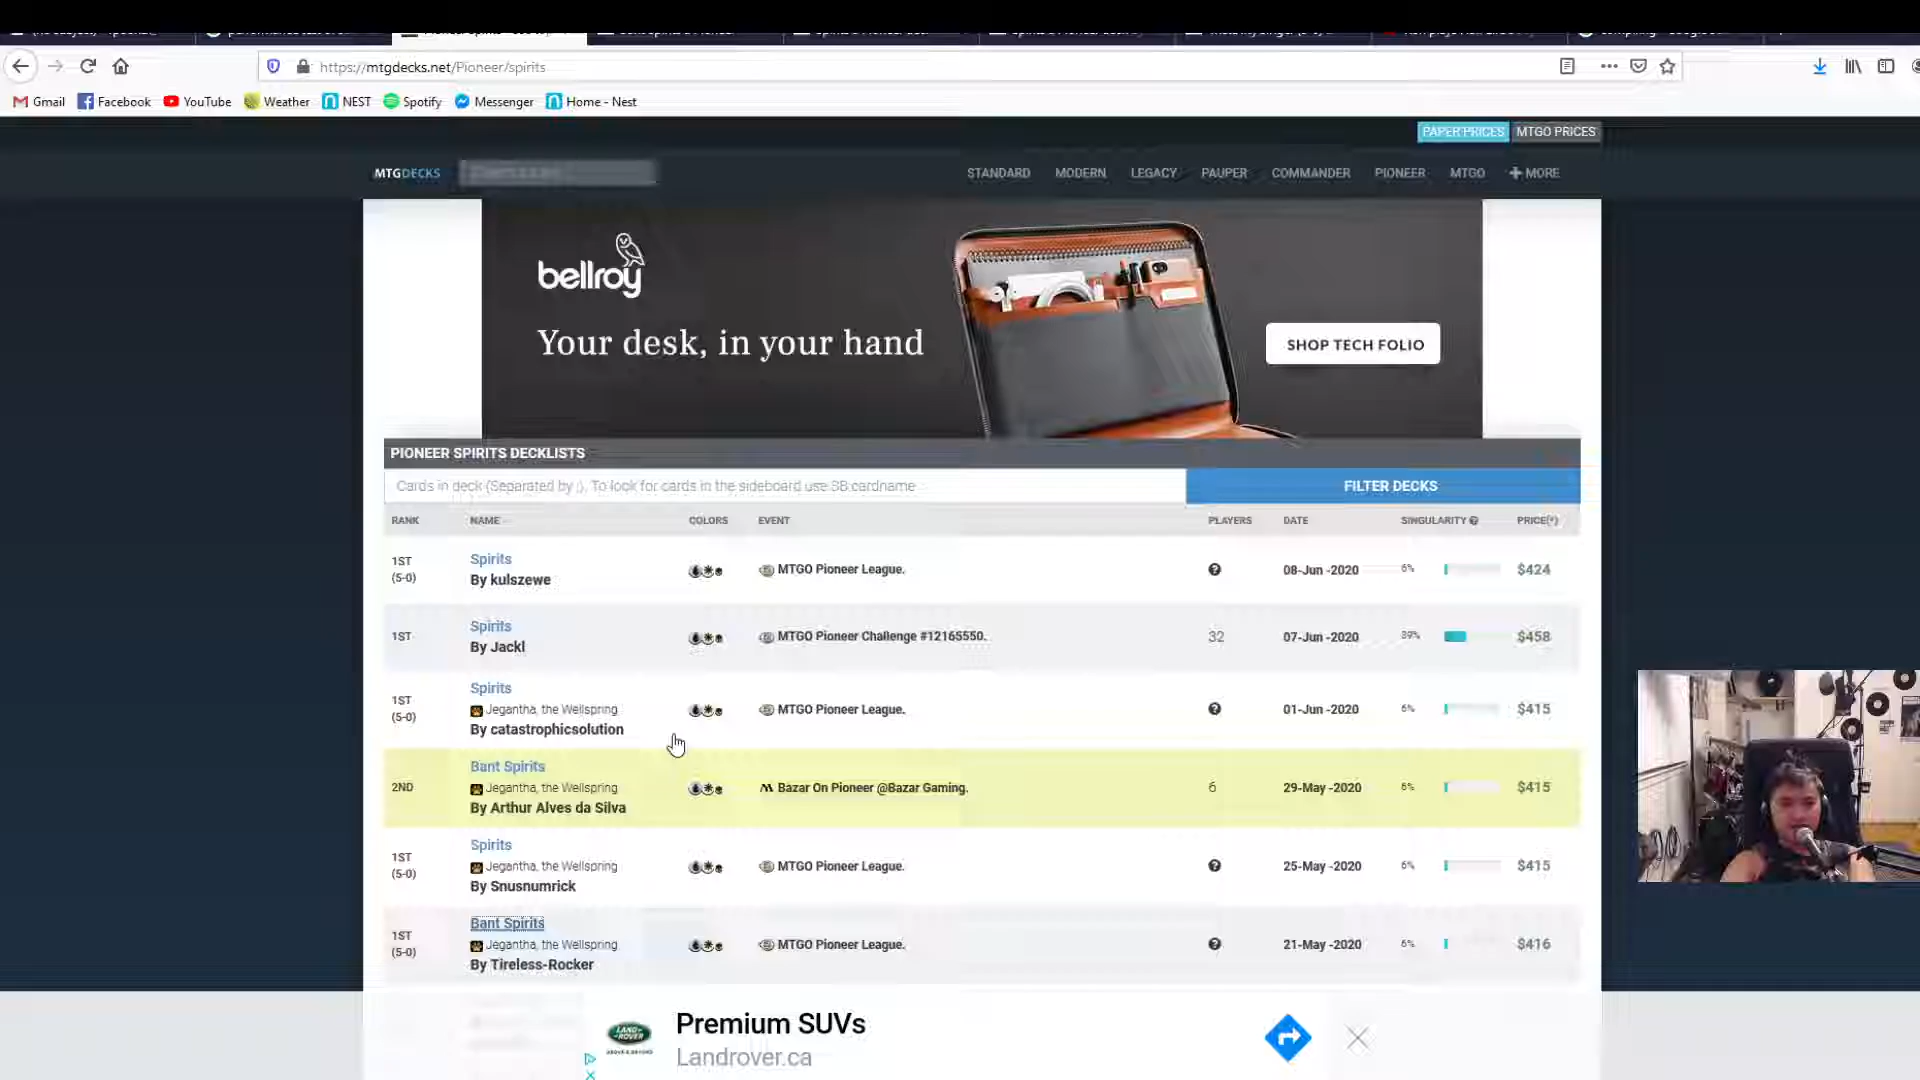 https://mtgdecks.net/Pioneer/spirits
Gmail Facebook YouTube Weather NEST Spotify Messenger Home - Nest
PAPER PRICES MTGO PRICES
MTGDECKS STANDARD MODERN LEGACY PAUPER COMMANDER PIONEER MTGO + MORE
bellroy
Your desk, in your hand
SHOP TECH FOLIO
PIONEER SPIRITS DECKLISTS
Cards in deck (Separated by ;). To look for cards in the sideboard use SB:cardname
FILTER DECKS
RANK NAME COLORS EVENT PLAYERS DATE SINGULARITY PRICE(*)
1ST (5-0) Spirits
By kulszewe
MTGO Pioneer League. 08-Jun -2020 6% $424
1ST Spirits
By Jackl
MTGO Pioneer Challenge #12165550. 32 07-Jun -2020 39% $458
1ST (5-0) Spirits
Jegantha, the Wellspring
By catastrophicsolution
MTGO Pioneer League. 01-Jun -2020 6% $415
2ND Bant Spirits
Jegantha, the Wellspring
By Arthur Alves da Silva
Bazar On Pioneer @Bazar Gaming. 6 29-May -2020 6% $415
1ST (5-0) Spirits
Jegantha, the Wellspring
By Snusnumrick
MTGO Pioneer League. 25-May -2020 6% $415
1ST (5-0) Bant Spirits
Jegantha, the Wellspring
By Tireless-Rocker
MTGO Pioneer League. 21-May -2020 6% $416
LAND ROVER
ABOVE & BEYOND
Premium SUVs
Landrover.ca